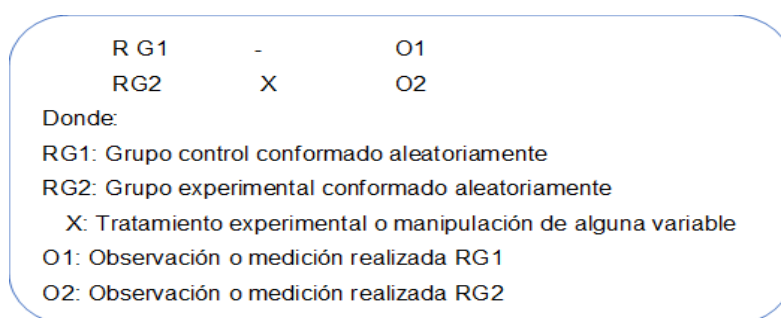 R G1 - O1
RG2 X O2
Donde:
RG1: Grupo control conformado aleatoriamente
RG2: Grupo experimental conformado aleatoriamente
X: Tratamiento experimental o manipulación de alguna variable
O1: Observación o medición realizada RG1
O2: Observación o medición realizada RG2